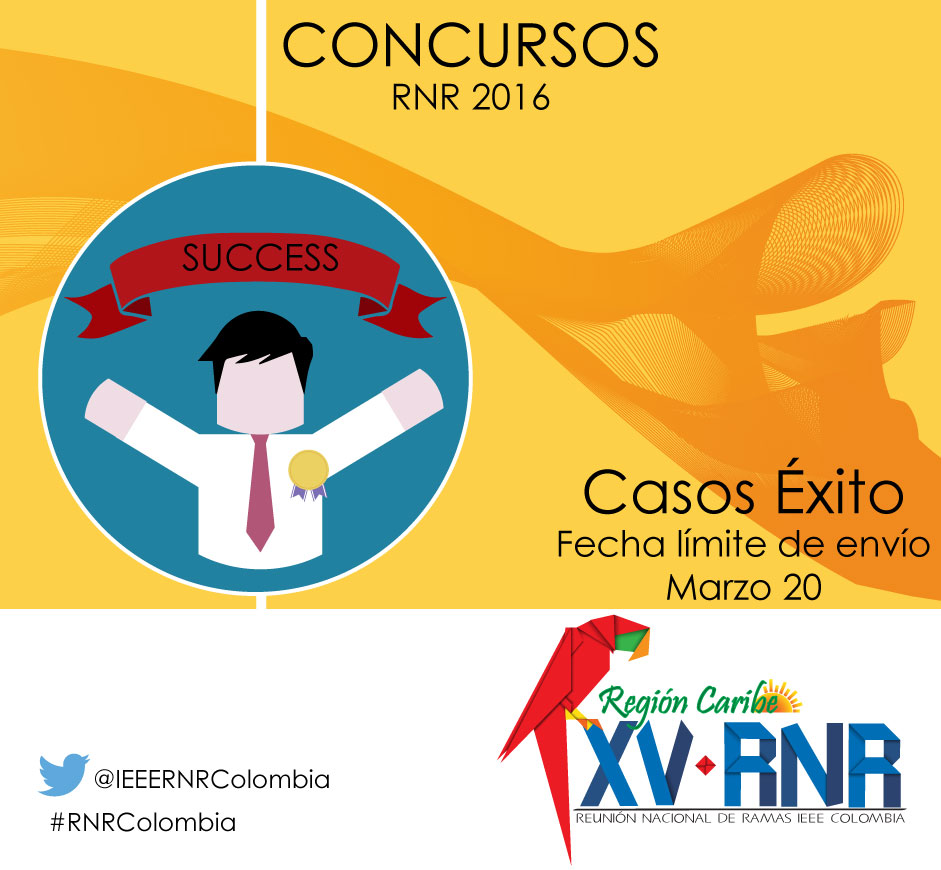 CONCURSOS
RNR 2016
SUCCESS
Casos Éxito
Fecha límite de envío
Marzo 20
Región Caribe
XV RNR
REUNIÓN NACIONAL DE RAMAS IEEE COLOMBIA
@IEEERNRColombia
#RNRColombia